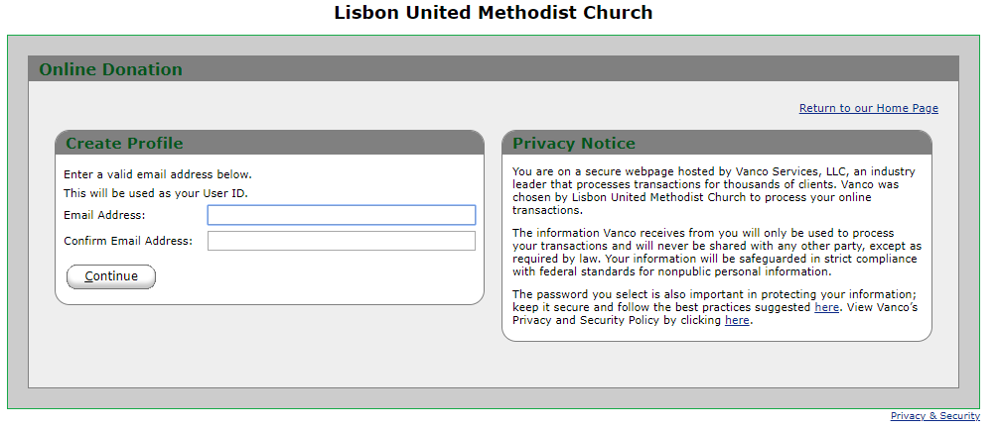 Lisbon United Methodist Church
Online Donation
Return to our Home Page
Create Profile
Enter a valid email address below.
This will be used as your User ID.
Email Address:
Confirm Email Address:
Continue
Privacy Notice
You are on a secure webpage hosted by Vanco Services, LLC, an industry
leader that processes transactions for thousands of clients. Vanco was
chosen by Lisbon United Methodist Church to process your online
transactions.
The information Vanco receives from you will only be used to process
your transactions and will never be shared with any other party, except as
required by law. Your information will be safeguarded in strict compliance
with federal standards for nonpublic personal information.
The password you select is also important in protecting your information;
keep it secure and follow the best practices suggested here. View Vanco's
Privacy and Security Policy by clicking here.
Privacy & Security